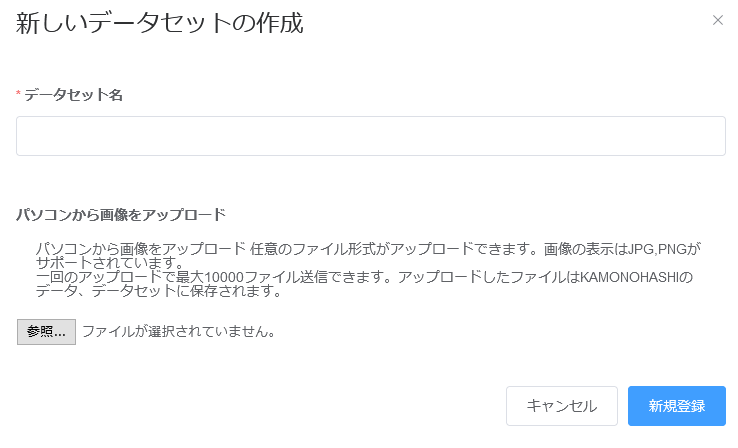 新しいデータセットの作成
×
* データセット名
パソコンから画像をアップロード
パソコンから画像をアップロード 任意のファイル形式がアップロードできます。画像の表示はJPG,PNGが
サポートされています。
一回のアップロードで最大10000ファイル送信できます。アップロードしたファイルはKAMONOHASHIの
データ、データセットに保存されます。
参照... ファイルが選択されていません。
キャンセル 新規登録